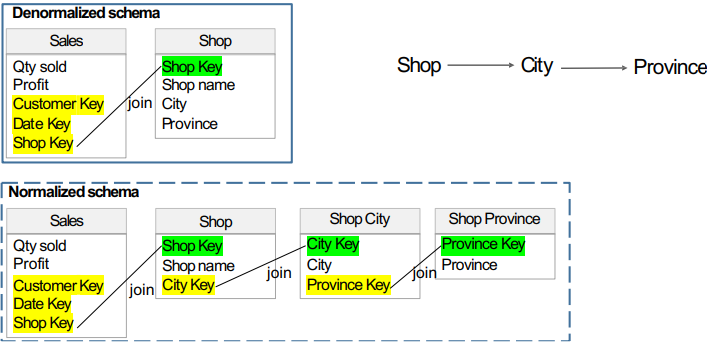 Denormalized schema
Sales
Qty sold
Profit
Customer Key
Date Key
Shop Key
join
Shop
Shop Key
Shop name
City
Province
Shop
City
Province
Normalized schema
Sales
Qty sold
Profit
Customer Key
Date Key
Shop Key
join
Shop
Shop Key
Shop name
City Key
join
Shop City
City Key
City
Province Key
join
Shop Province
Province Key
Province